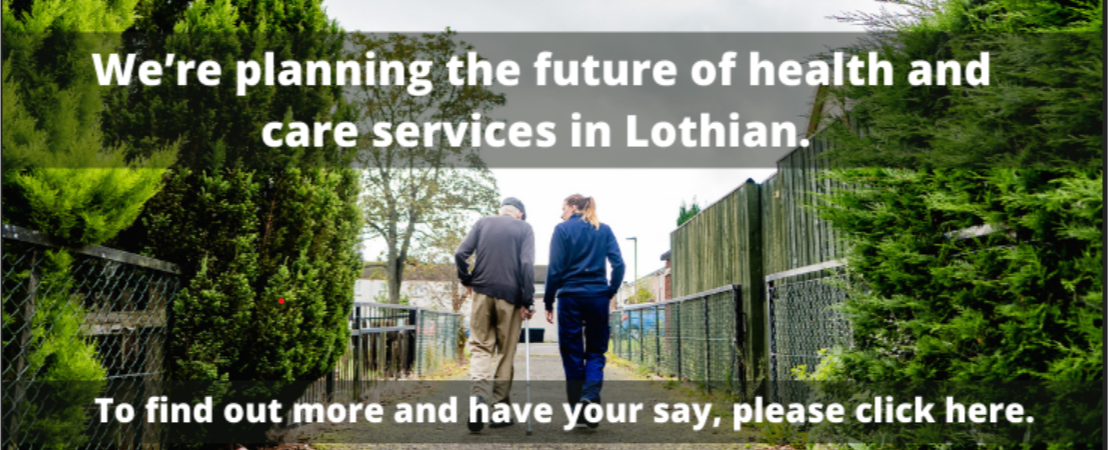 We're planning the future of health and
care services in Lothian.
To find out more and have your say, please click here.